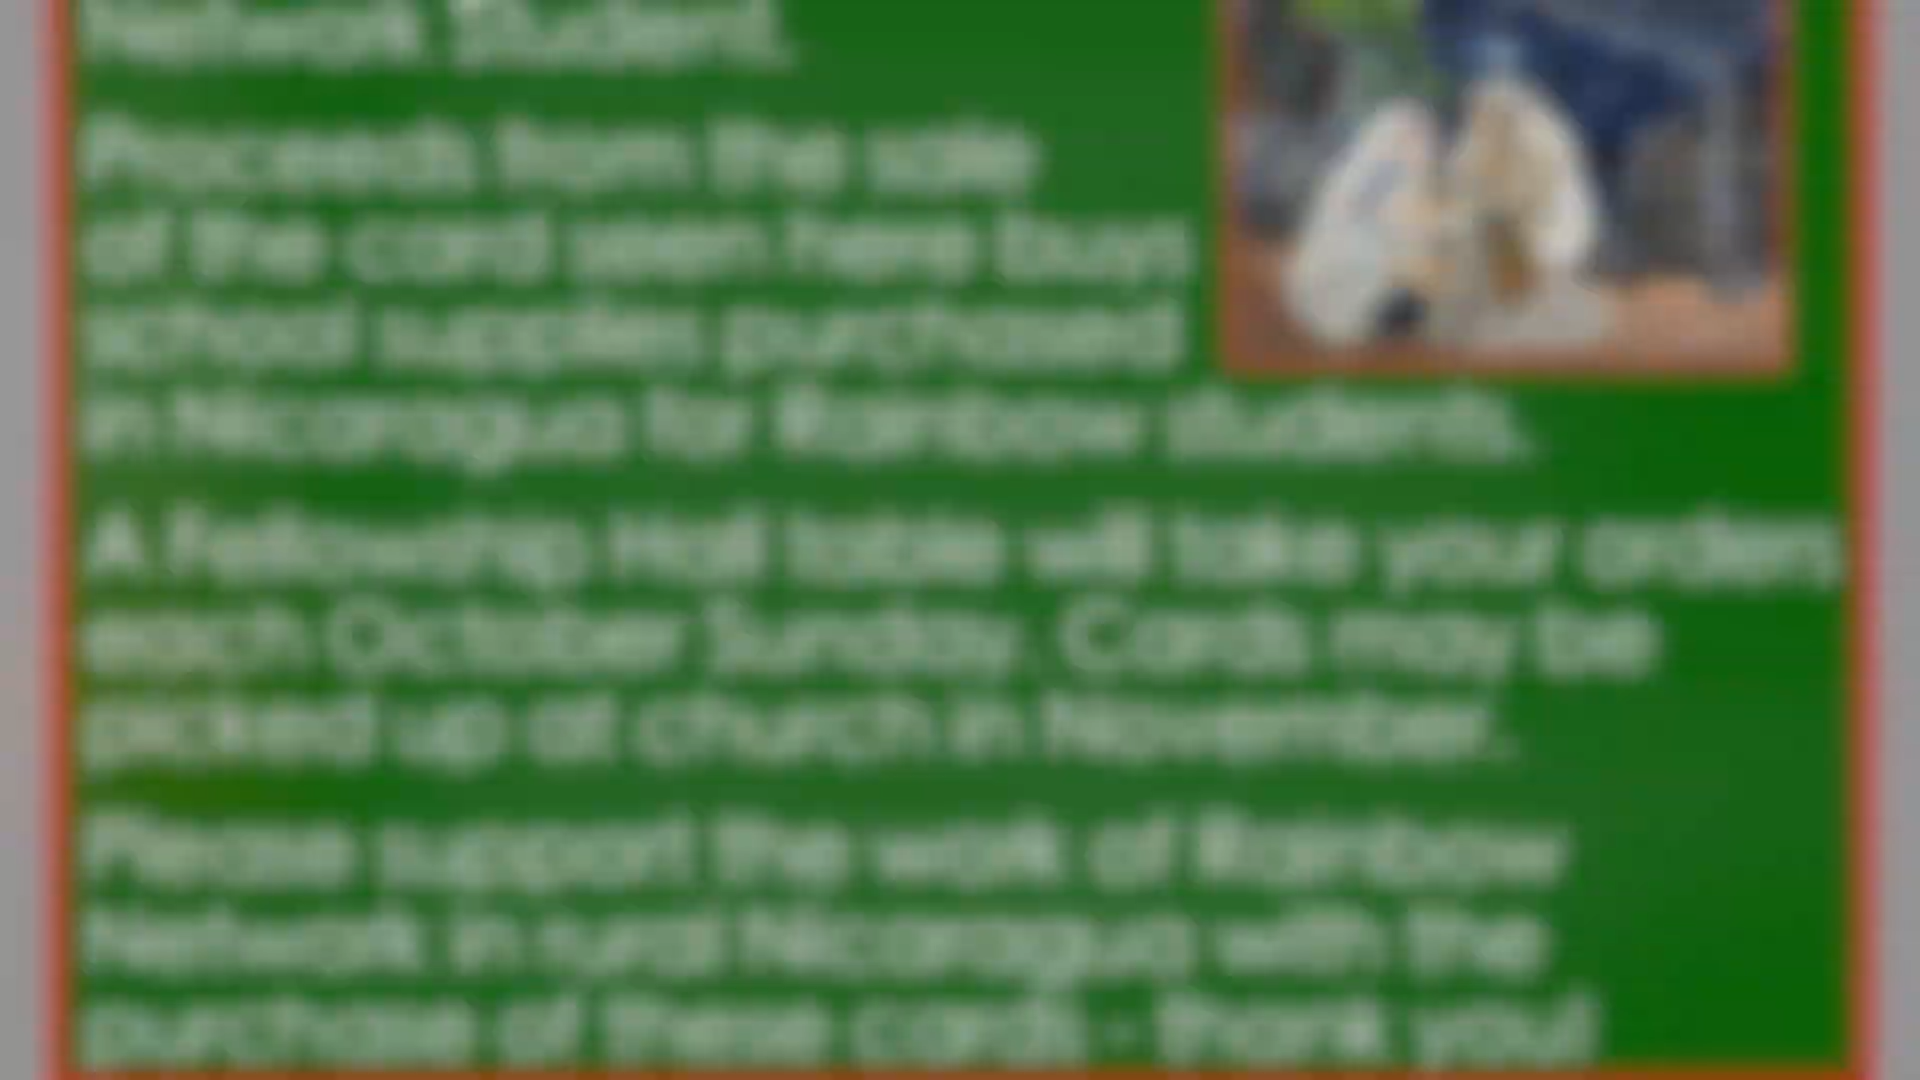 Network Student.
Proceeds from the sale
of the card seen here buys
school supplies purchased
in Nicaragua for Rainbow students.
A Fellowship Hall table will take your orders
each October Sunday. Cards may be
picked up at church in November.
Please support the work of Rainbow
Network in rural Nicaragua with the
purchase of these cards - thank you!